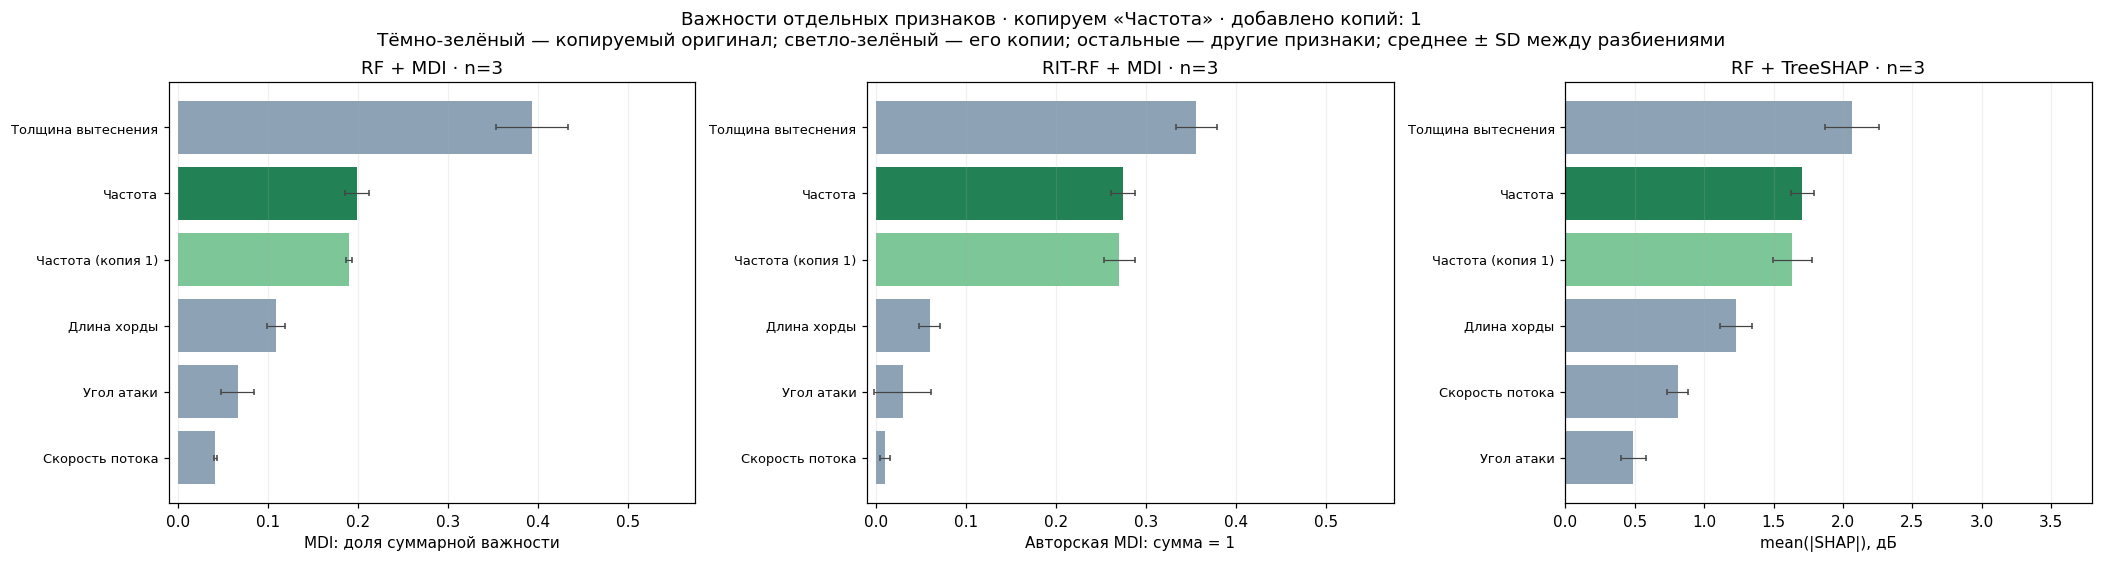 Важности отдельных признаков · копируем «Частота» · добавлено копий: 1
Тёмно-зелёный — копируемый оригинал; светло-зелёный — его копии; остальные — другие признаки; среднее ± SD между разбиениями
RF + MDI · n=3
Толщина вытеснения
Частота
Частота (копия 1)
Длина хорды
Угол атаки
Скорость потока
0.0 0.1 0.2 0.3 0.4 0.5
MDI: доля суммарной важности
RIT-RF + MDI · n=3
Толщина вытеснения
Частота
Частота (копия 1)
Длина хорды
Угол атаки
Скорость потока
0.0 0.1 0.2 0.3 0.4 0.5
Авторская MDI: сумма = 1
RF + TreeSHAP · n=3
Толщина вытеснения
Частота
Частота (копия 1)
Длина хорды
Скорость потока
Угол атаки
0.0 0.5 1.0 1.5 2.0 2.5 3.0 3.5
mean(|SHAP|), дБ